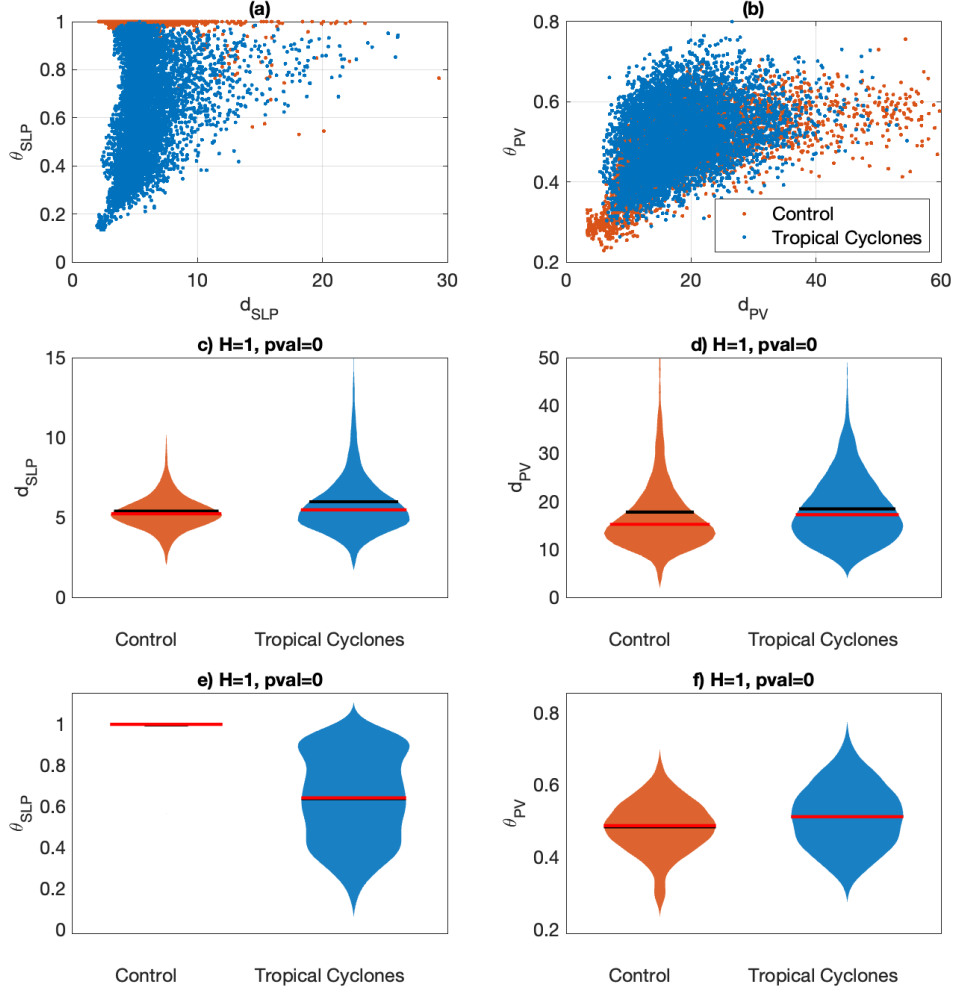 (a)
θSLP
1
0.8
0.6
0.4
0.2
0
0 10 20 30
dSLP
(b)
θPV
0.8
0.6
0.4
0.2
0 20 40 60
dPV
Control
Tropical Cyclones
c) H=1, pval=0
dSLP
15
10
5
0
Control Tropical Cyclones
d) H=1, pval=0
dPV
50
40
30
20
10
0
Control Tropical Cyclones
e) H=1, pval=0
θSLP
1
0.8
0.6
0.4
0.2
0
Control Tropical Cyclones
f) H=1, pval=0
θPV
0.8
0.6
0.4
0.2
Control Tropical Cyclones